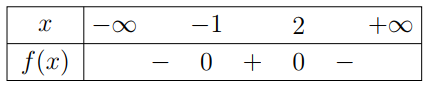 x −∞ −1 2 +∞
f(x) − 0 + 0 −